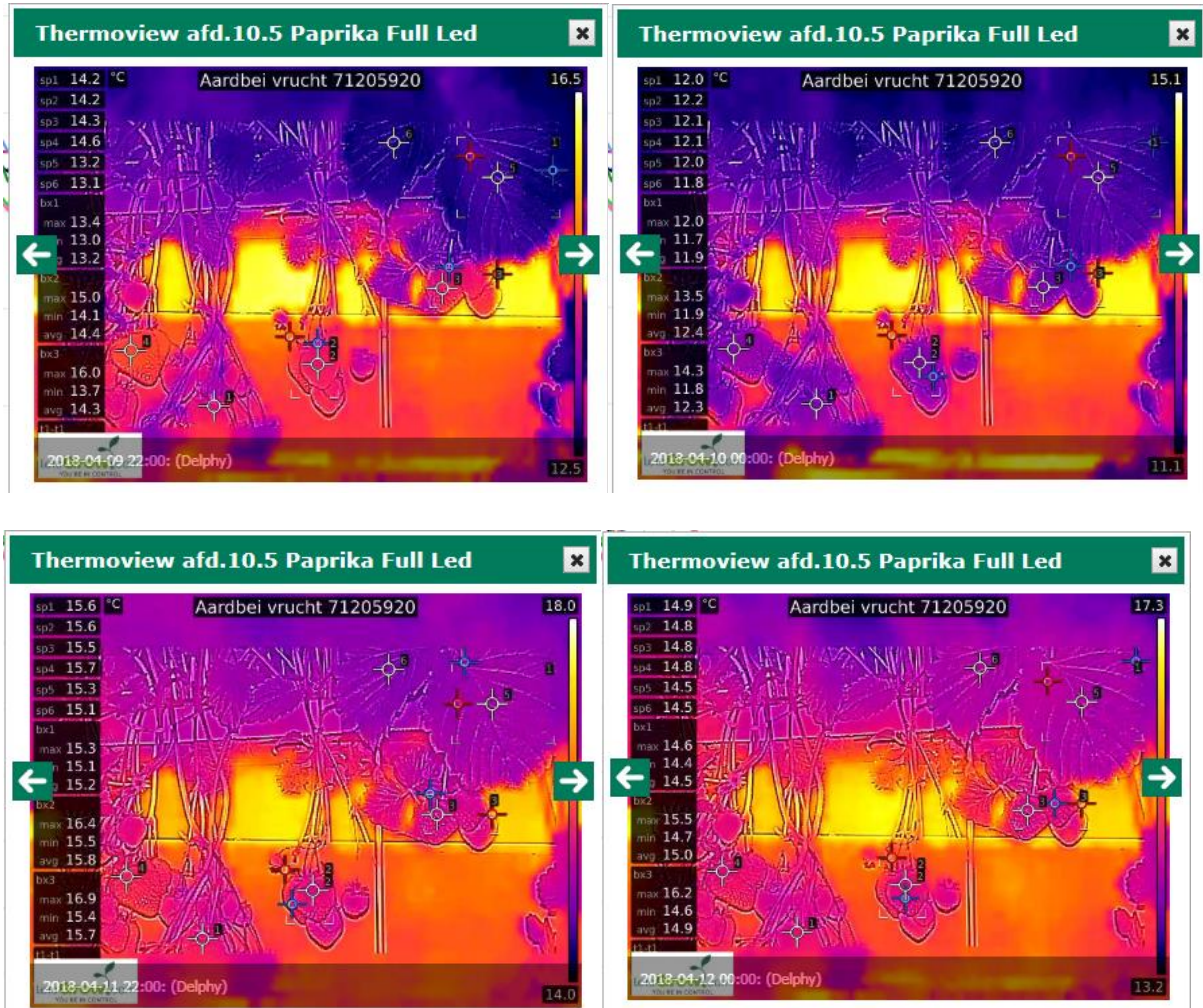 Thermoview afd.10.5 Paprika Full Led
sp1 14.2 °C
Aardbei vrucht 71205920
16.5
sp2 14.2
sp3 14.3
sp4 14.6
sp5 13.2
sp6 13.1
bx1
max 13.4
13.0
13.2
bx2
max 15.0
min 14.1
avg 14.4
bx3
max 16.0
min 13.7
avg 14.3
t1-t1
2018-04-09 22:00: (Delphy)
12.5
Thermoview afd.10.5 Paprika Full Led
sp1 12.0 °C
Aardbei vrucht 71205920
15.1
sp2 12.2
sp3 12.1
sp4 12.1
sp5 12.0
sp6 11.8
bx1
max 12.0
11.7
11.9
bx2
max 13.5
min 11.9
avg 12.4
bx3
max 14.3
min 11.8
avg 12.3
t1-t1
2018-04-10 00:00: (Delphy)
11.1
Thermoview afd.10.5 Paprika Full Led
sp1 15.6 °C
Aardbei vrucht 71205920
18.0
sp2 15.6
sp3 15.5
sp4 15.7
sp5 15.3
sp6 15.1
bx1
max 15.3
15.1
15.2
bx2
max 16.4
min 15.5
avg 15.8
bx3
max 16.9
min 15.4
avg 15.7
t1-t1
2018-04-11 22:00: (Delphy)
14.0
Thermoview afd.10.5 Paprika Full Led
sp1 14.9 °C
Aardbei vrucht 71205920
17.3
sp2 14.8
sp3 14.8
sp4 14.8
sp5 14.5
sp6 14.5
bx1
max 14.6
14.4
14.5
bx2
max 15.5
min 14.7
avg 15.0
bx3
max 16.2
min 14.6
avg 14.9
t1-t1
2018-04-12 00:00: (Delphy)
13.2